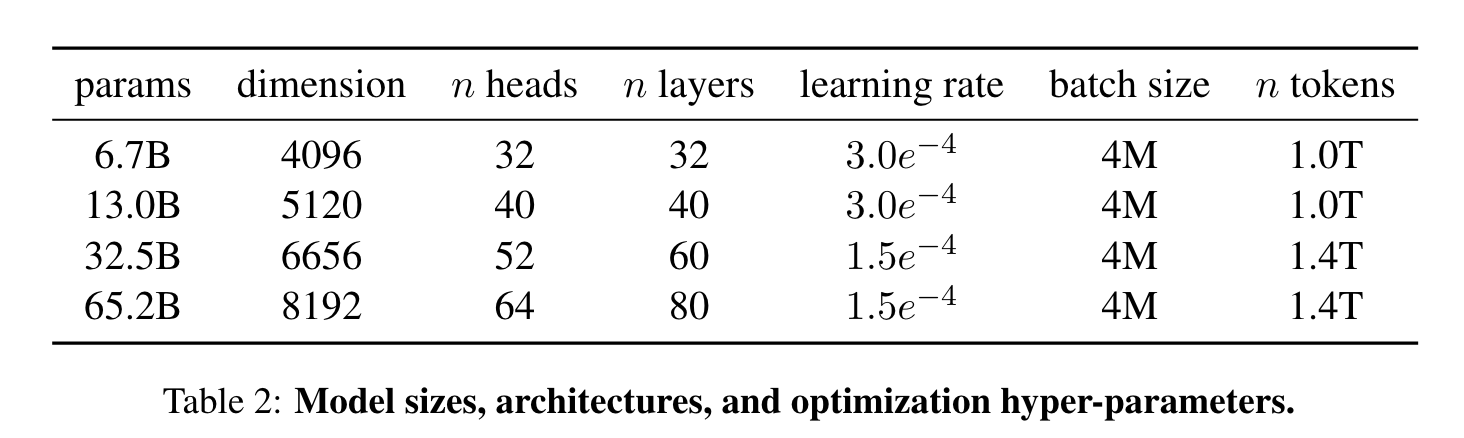 params dimension n heads n layers learning rate batch size n tokens
6.7B 4096 32 32 3.0e⁻⁴ 4M 1.0T
13.0B 5120 40 40 3.0e⁻⁴ 4M 1.0T
32.5B 6656 52 60 1.5e⁻⁴ 4M 1.4T
65.2B 8192 64 80 1.5e⁻⁴ 4M 1.4T
Table 2: Model sizes, architectures, and optimization hyper-parameters.